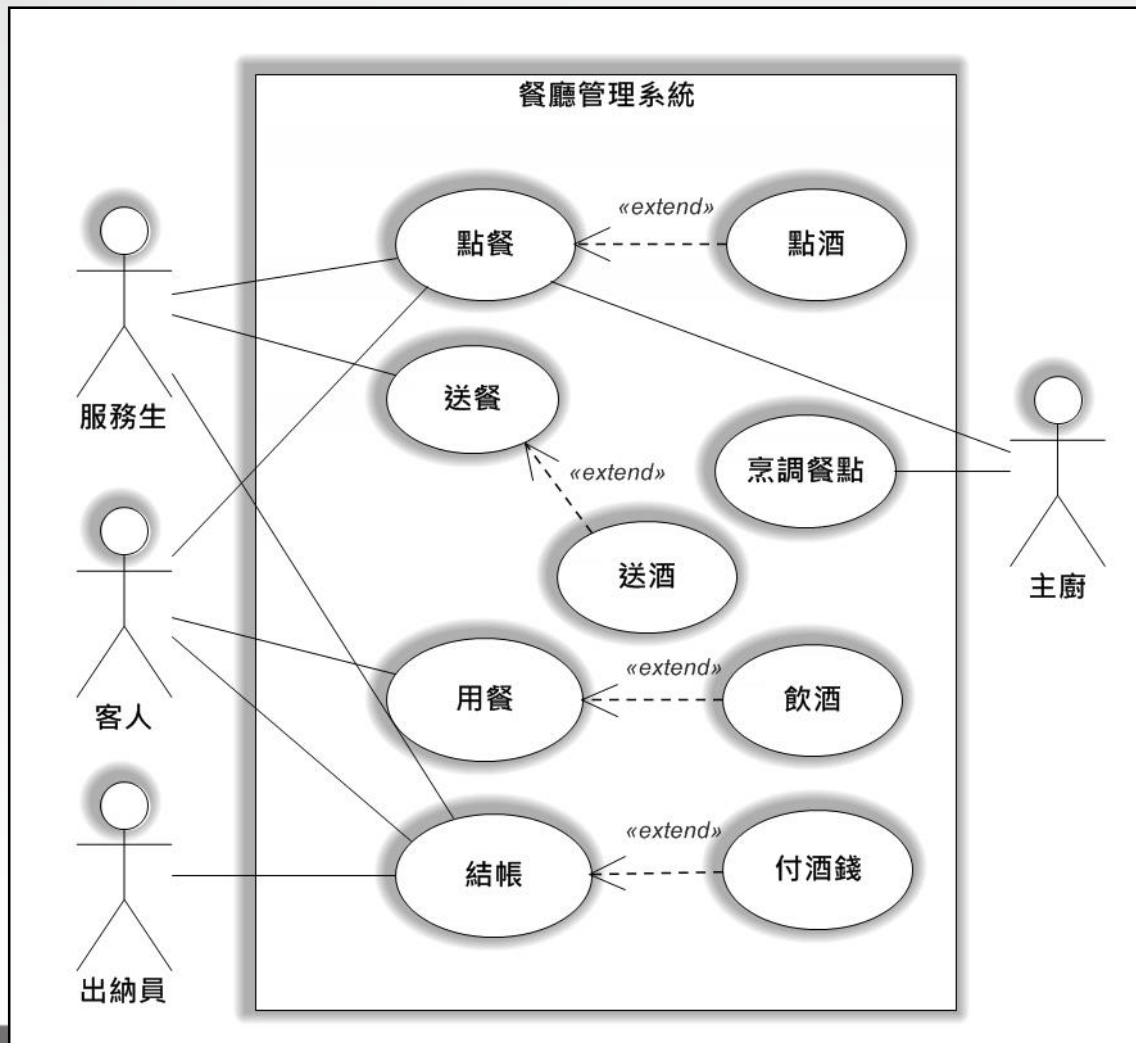 餐廳管理系統
點餐
«extend»
點酒
服務生
送餐
«extend»
烹調餐點
送酒
主廚
客人
用餐
«extend»
飲酒
結帳
«extend»
付酒錢
出納員